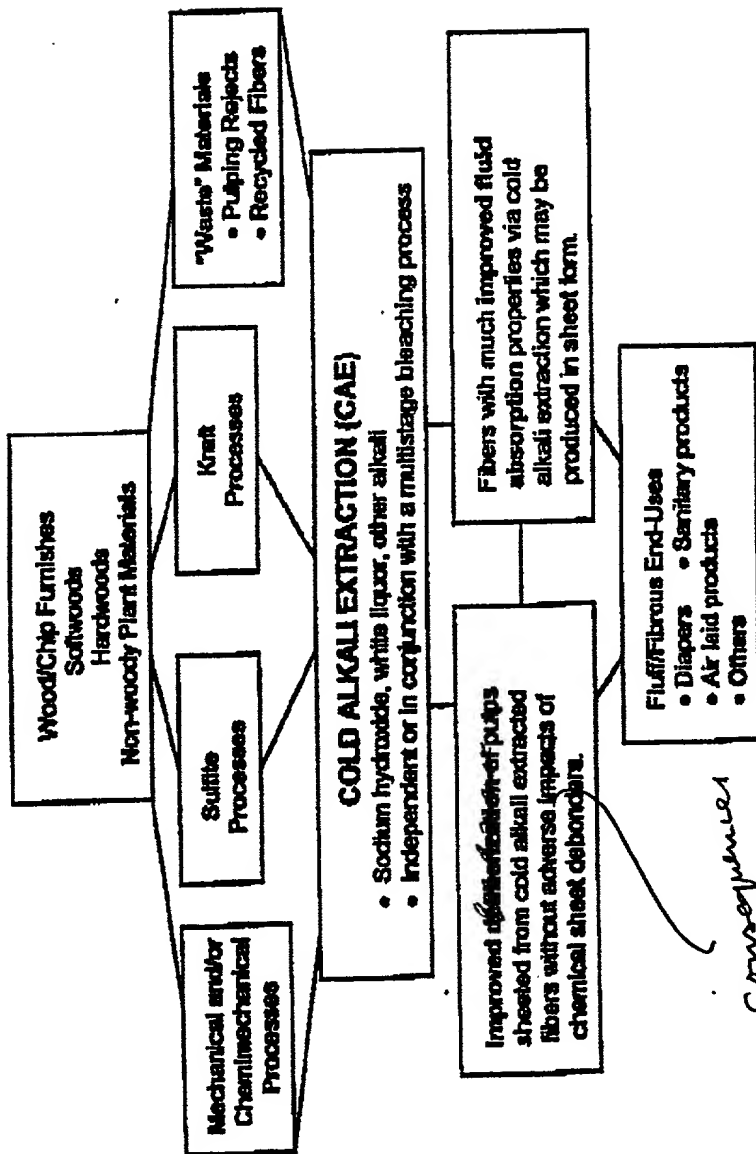 Wood/Chip Furnishes
Softwoods
Hardwoods
Non-woody Plant Materials
Mechanical and/or
Chemimechanical
Processes
Sulfite
Processes
Kraft
Processes
"Waste" Materials
• Pulping Rejects
• Recycled Fibers
COLD ALKALI EXTRACTION {CAE}
• Sodium hydroxide, white liquor, other alkali
• Independent or in conjunction with a multistage bleaching process
Improved of pulps
sheeted from cold alkali extracted
fibers without adverse impacts of
chemical sheet debonders.
Fibers with much improved fluid
absorption properties via cold
alkali extraction which may be
produced in sheet form.
Fluff/Fibrous End-Uses
• Diapers • Sanitary products
• Air laid products
• Others
consequences